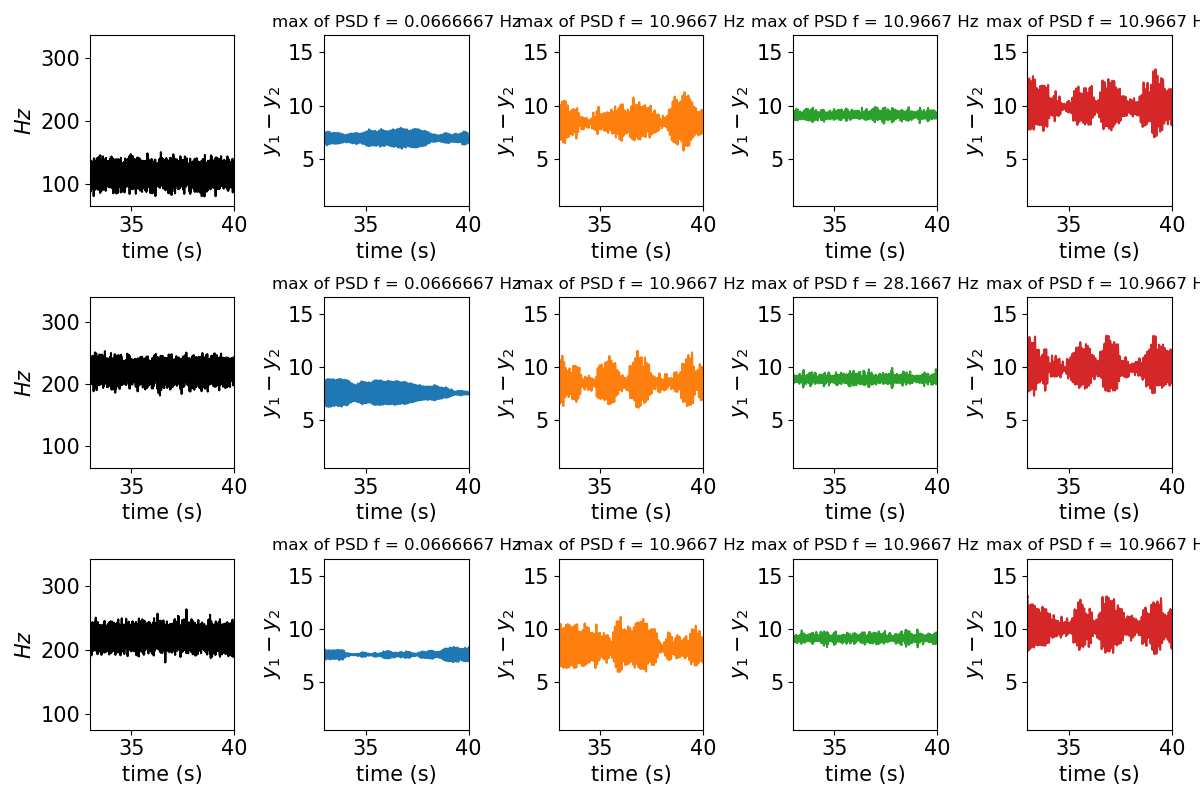 max of PSD f = 0.0666667 Hz max of PSD f = 10.9667 Hz max of PSD f = 10.9667 Hz max of PSD f = 10.9667 H
300 200 100 Hz
15 10 5 y₁ − y₂
15 10 5 y₁ − y₂
15 10 5 y₁ − y₂
15 10 5 y₁ − y₂
35 40 35 40 35 40 35 40 35 40
time (s) time (s) time (s) time (s) time (s)
max of PSD f = 0.0666667 Hz max of PSD f = 10.9667 Hz max of PSD f = 28.1667 Hz max of PSD f = 10.9667 H
300 200 100 Hz
15 10 5 y₁ − y₂
15 10 5 y₁ − y₂
15 10 5 y₁ − y₂
15 10 5 y₁ − y₂
35 40 35 40 35 40 35 40 35 40
time (s) time (s) time (s) time (s) time (s)
max of PSD f = 0.0666667 Hz max of PSD f = 10.9667 Hz max of PSD f = 10.9667 Hz max of PSD f = 10.9667 H
300 200 100 Hz
15 10 5 y₁ − y₂
15 10 5 y₁ − y₂
15 10 5 y₁ − y₂
15 10 5 y₁ − y₂
35 40 35 40 35 40 35 40 35 40
time (s) time (s) time (s) time (s) time (s)